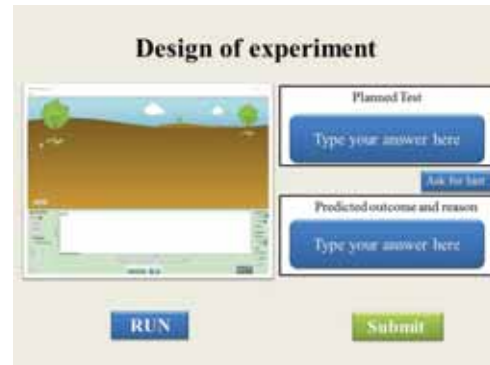 Design of experiment
Planned Test
Type your answer here
Ask for hint
Predicted outcome and reason
Type your answer here
RUN
Submit